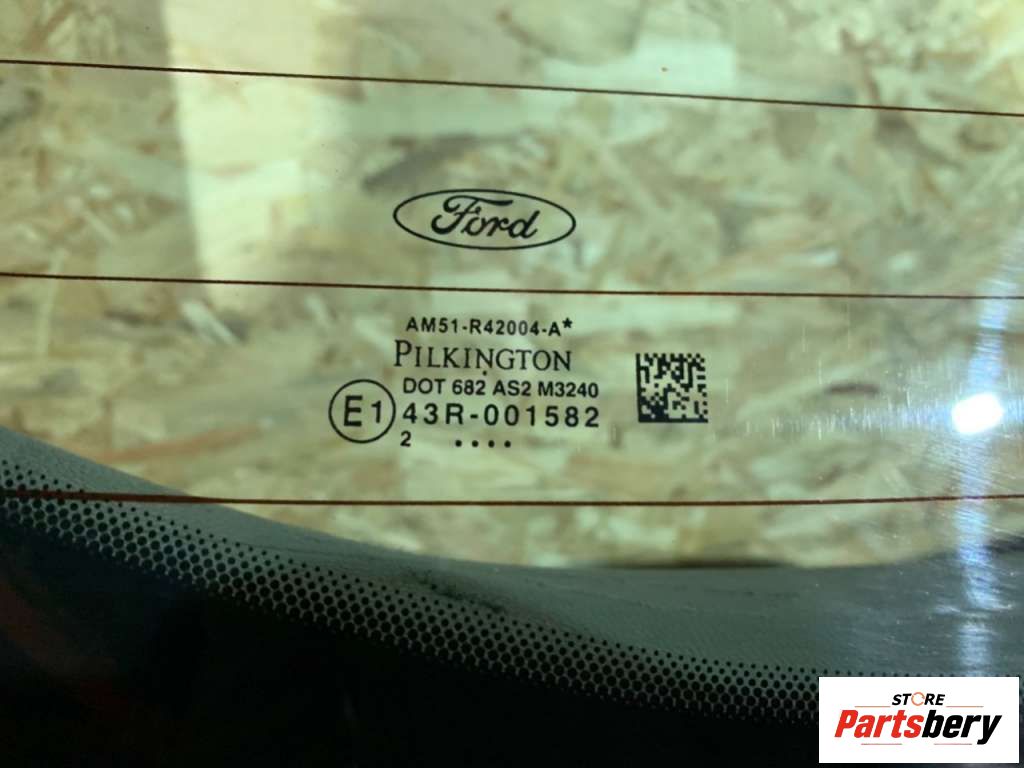 Ford
AM51-R42004-A*
PILKINGTON
DOT 682 AS2 M3240
E1 43R-001582
2 ••••
STORE
Partsbery